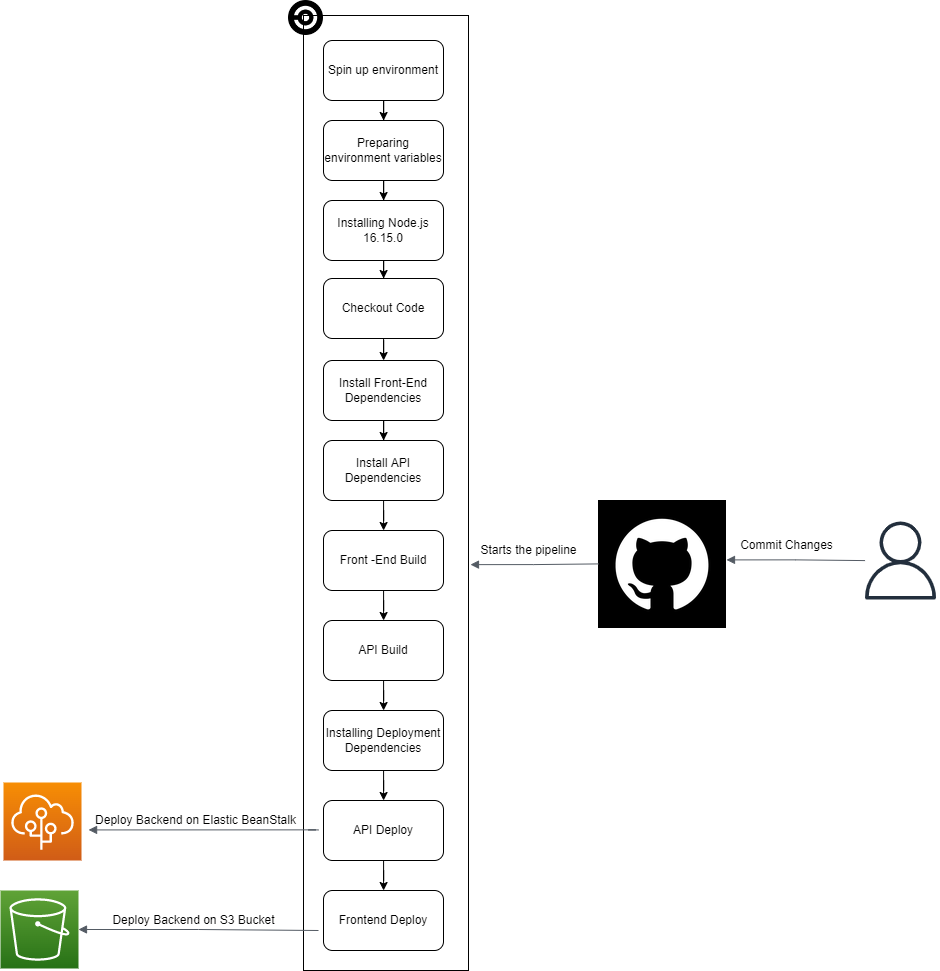 Spin up environment
Preparing
environment variables
Installing Node.js
16.15.0
Checkout Code
Install Front-End
Dependencies
Install API
Dependencies
Front -End Build
Starts the pipeline
Commit Changes
API Build
Installing Deployment
Dependencies
Deploy Backend on Elastic BeanStalk
API Deploy
Deploy Backend on S3 Bucket
Frontend Deploy